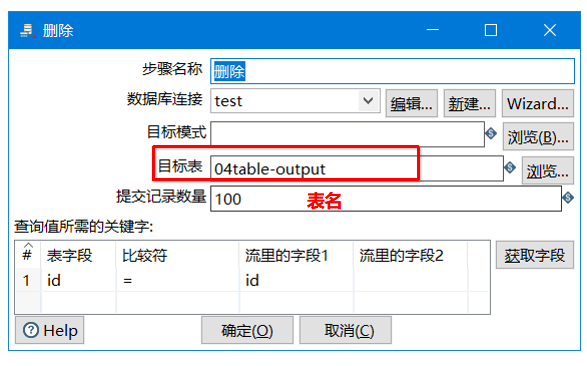 删除
步骤名称 删除
数据库连接 test 编辑... 新建... Wizard...
目标模式 浏览(B)...
目标表 04table-output 浏览...
提交记录数量 100 表名
查询值所需的关键字:
# 表字段 比较符 流里的字段1 流里的字段2 获取字段
1 id = id
Help 确定(O) 取消(C)